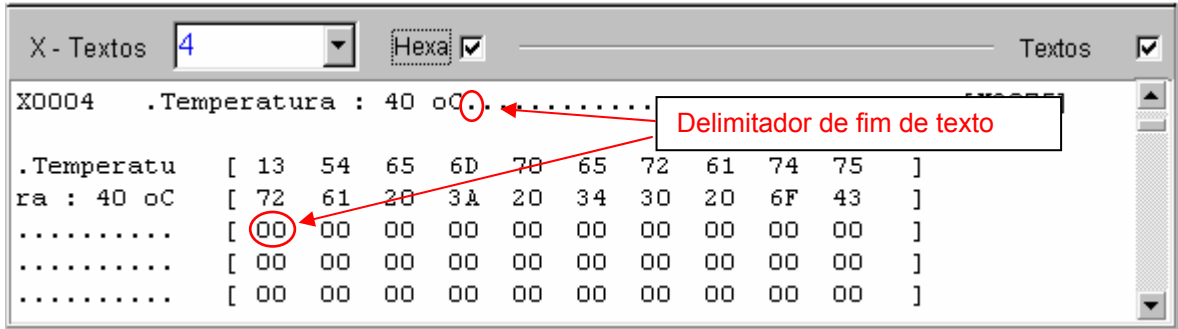 X - Textos 4 Hexa Textos
X0004 .Temperatura : 40 oC............
Delimitador de fim de texto
.Temperatu [ 13 54 65 6D 70 65 72 61 74 75 ]
ra : 40 oC [ 72 61 20 3A 20 34 30 20 6F 43 ]
.......... [ 00 00 00 00 00 00 00 00 00 00 ]
.......... [ 00 00 00 00 00 00 00 00 00 00 ]
.......... [ 00 00 00 00 00 00 00 00 00 00 ]